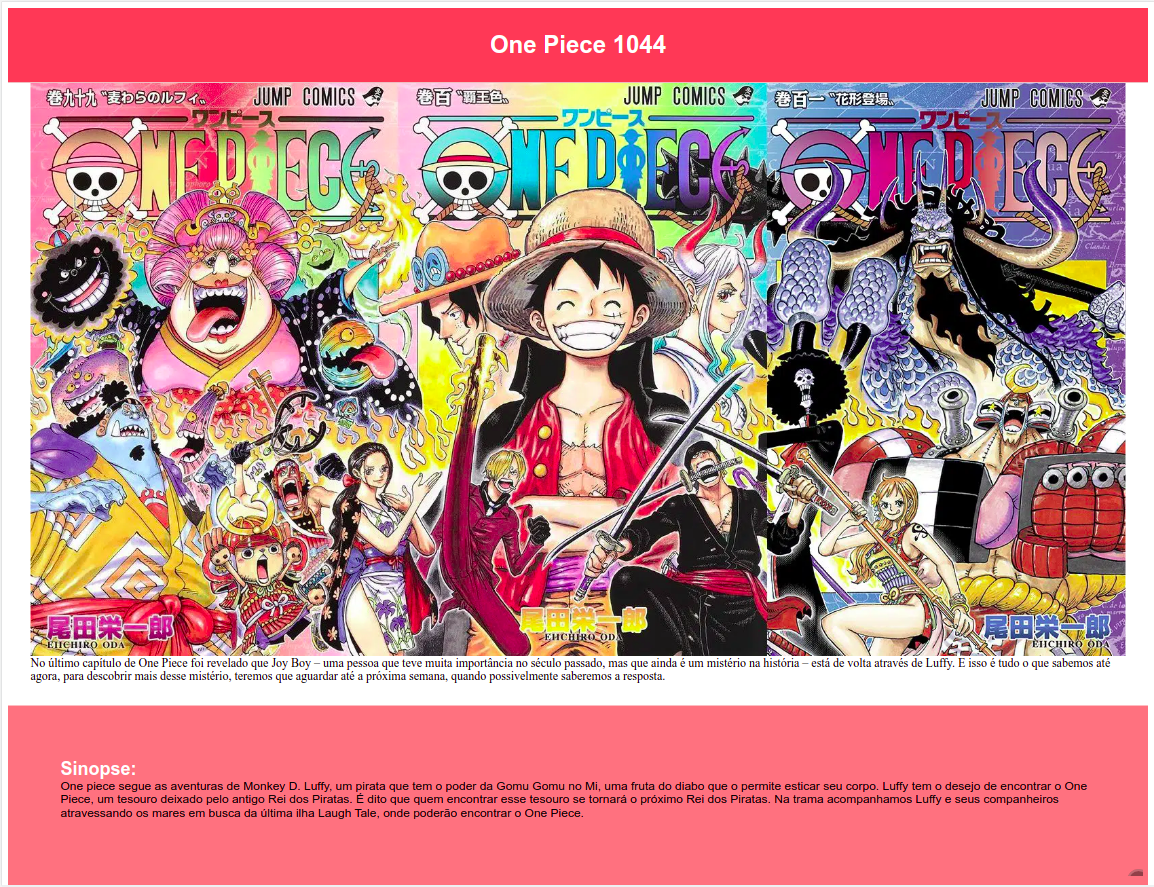 One Piece 1044
巻九十九 "麦わらのルフィ" JUMP COMICS
ワンピース
ONE PIECE
尾田栄一郎
EIICHIRO ODA
巻百 "覇王色" JUMP COMICS
ワンピース
ONE PIECE
尾田栄一郎
EIICHIRO ODA
巻百一 "花形登場" JUMP COMICS
ワンピース
ONE PIECE
尾田栄一郎
EIICHIRO ODA
No último capítulo de One Piece foi revelado que Joy Boy – uma pessoa que teve muita importância no século passado, mas que ainda é um mistério na história – está de volta através de Luffy. E isso é tudo o que sabemos até
agora, para descobrir mais desse mistério, teremos que aguardar até a próxima semana, quando possivelmente saberemos a resposta.
Sinopse:
One piece segue as aventuras de Monkey D. Luffy, um pirata que tem o poder da Gomu Gomu no Mi, uma fruta do diabo que o permite esticar seu corpo. Luffy tem o desejo de encontrar o One
Piece, um tesouro deixado pelo antigo Rei dos Piratas. É dito que quem encontrar esse tesouro se tornará o próximo Rei dos Piratas. Na trama acompanhamos Luffy e seus companheiros
atravessando os mares em busca da última ilha Laugh Tale, onde poderão encontrar o One Piece.